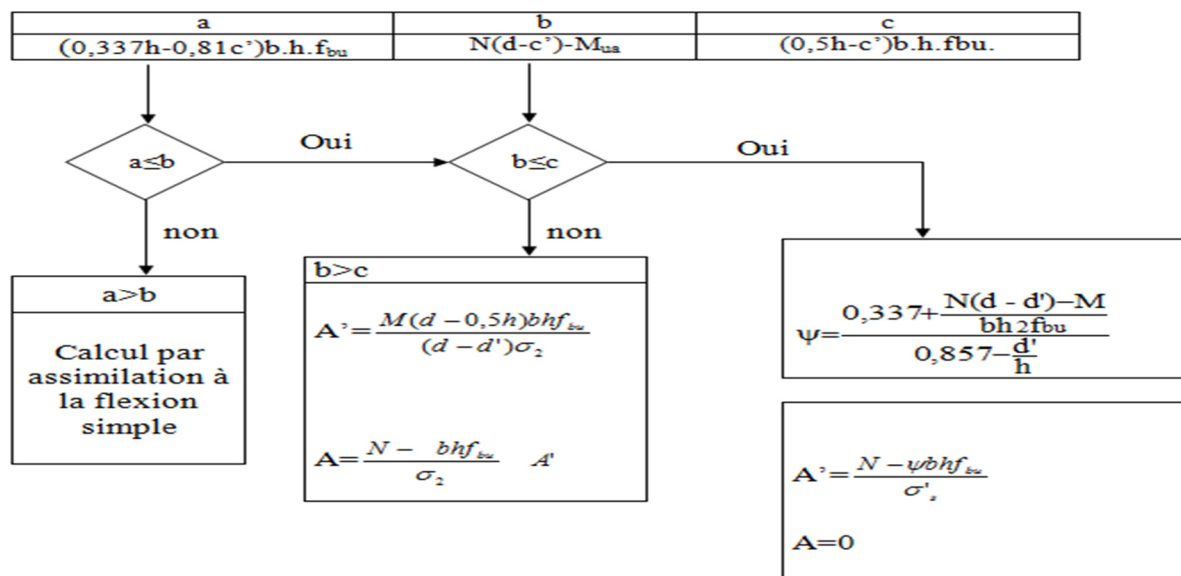 a b c
(0,337h-0,81c’)b.h.fbu N(d-c’)-Mua (0,5h-c’)b.h.fbu.
a≤b Oui b≤c Oui
non non
a>b
Calcul par
assimilation à
la flexion
simple
b>c
A’=M(d−0,5h)bhfbu
(d−d')σ2
A=N− bhfbu A'
σ2
0,337+N(d - d')−M
bh2fbu
ψ=
0,857−d'
h
A’=N−ψbhfbu
σ's
A=0